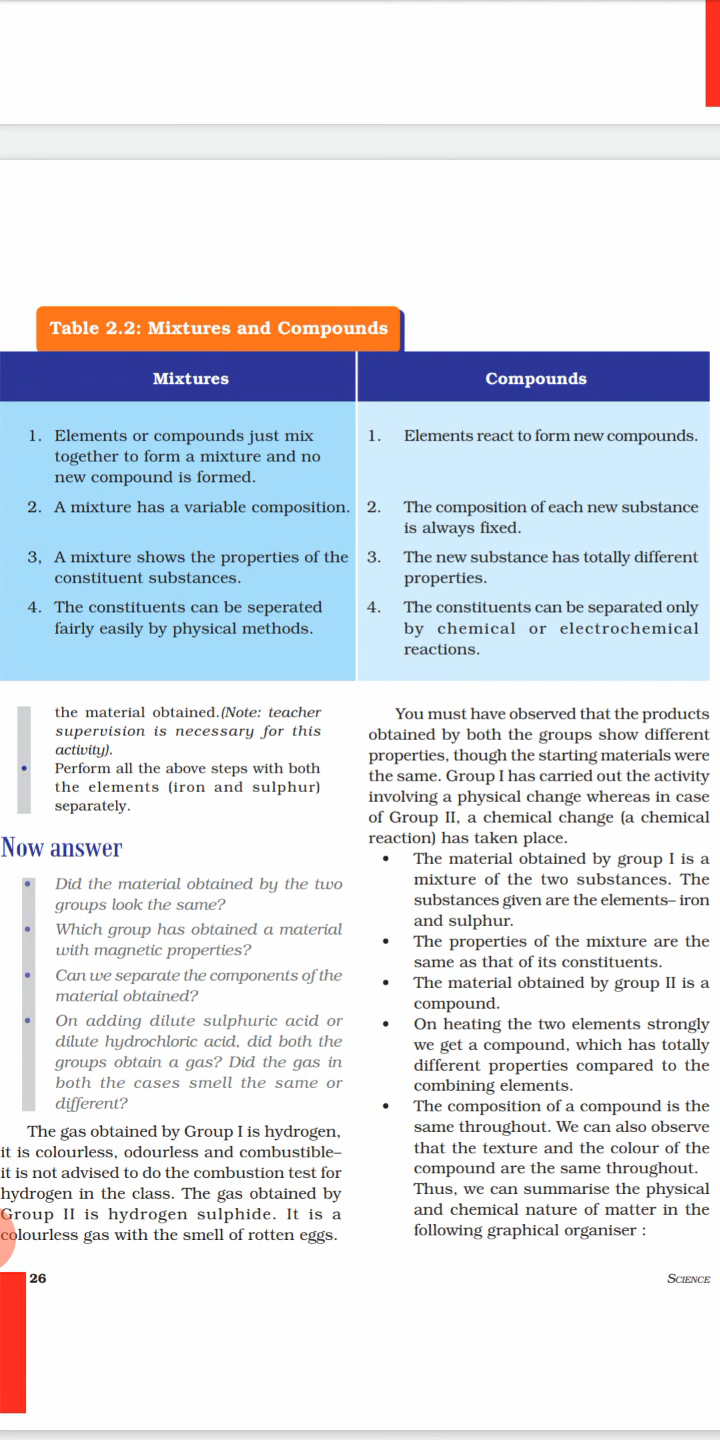 Table 2.2: Mixtures and Compounds
Mixtures
Compounds
1. Elements or compounds just mix
together to form a mixture and no
new compound is formed.
1. Elements react to form new compounds.
2. A mixture has a variable composition.
2. The composition of each new substance
is always fixed.
3, A mixture shows the properties of the
constituent substances.
3. The new substance has totally different
properties.
4. The constituents can be seperated
fairly easily by physical methods.
4. The constituents can be separated only
by chemical or electrochemical
reactions.
the material obtained.(Note: teacher
supervision is necessary for this
activity).
• Perform all the above steps with both
the elements (iron and sulphur)
separately.
Now answer
• Did the material obtained by the two
groups look the same?
• Which group has obtained a material
with magnetic properties?
• Can we separate the components of the
material obtained?
• On adding dilute sulphuric acid or
dilute hydrochloric acid, did both the
groups obtain a gas? Did the gas in
both the cases smell the same or
different?
The gas obtained by Group I is hydrogen,
it is colourless, odourless and combustible–
it is not advised to do the combustion test for
hydrogen in the class. The gas obtained by
Group II is hydrogen sulphide. It is a
colourless gas with the smell of rotten eggs.
You must have observed that the products
obtained by both the groups show different
properties, though the starting materials were
the same. Group I has carried out the activity
involving a physical change whereas in case
of Group II, a chemical change (a chemical
reaction) has taken place.
• The material obtained by group I is a
mixture of the two substances. The
substances given are the elements– iron
and sulphur.
• The properties of the mixture are the
same as that of its constituents.
• The material obtained by group II is a
compound.
• On heating the two elements strongly
we get a compound, which has totally
different properties compared to the
combining elements.
• The composition of a compound is the
same throughout. We can also observe
that the texture and the colour of the
compound are the same throughout.
Thus, we can summarise the physical
and chemical nature of matter in the
following graphical organiser :
26
SCIENCE